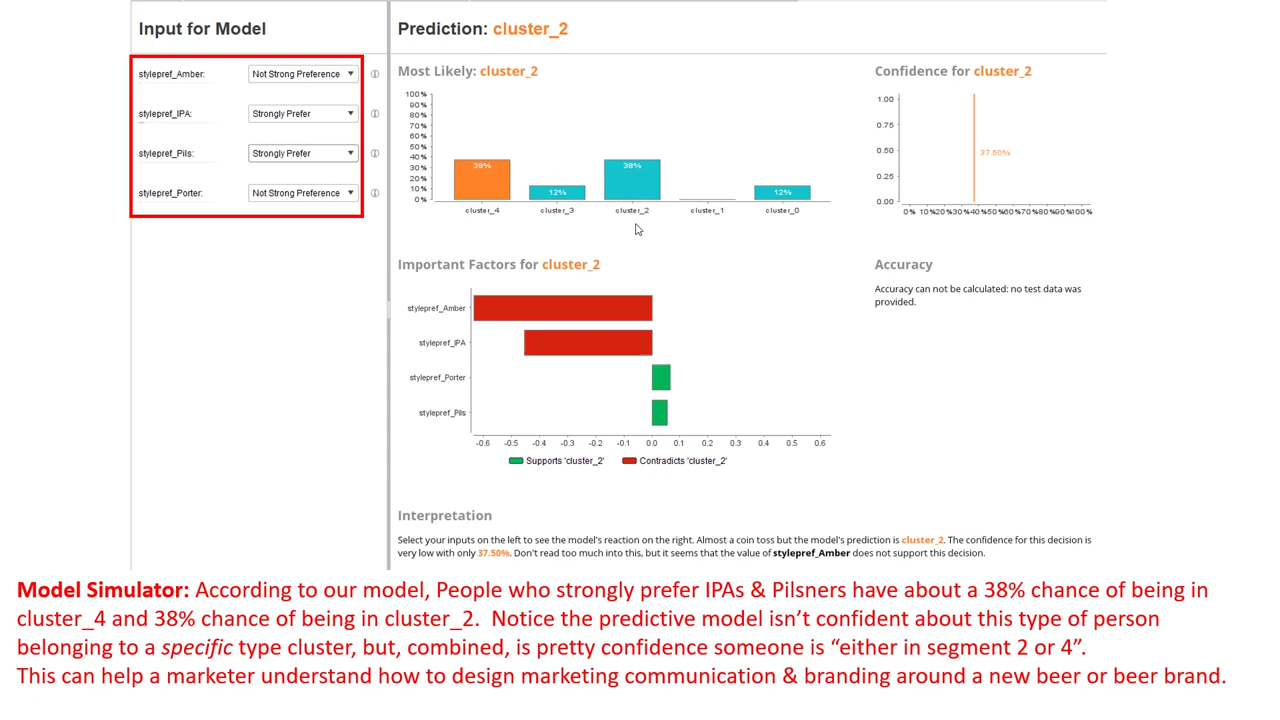 Input for Model
Prediction: cluster_2
stylepref_Amber: Not Strong Preference
stylepref_IPA: Strongly Prefer
stylepref_Pils: Strongly Prefer
stylepref_Porter: Not Strong Preference
Most Likely: cluster_2
100%
90%
80%
70%
60%
50%
40%
30%
20%
10%
0%
38%
12%
38%
12%
cluster_4 cluster_3 cluster_2 cluster_1 cluster_0
Confidence for cluster_2
1.00
0.75
0.50
0.25
0.00
37.50%
0% 10%20%30%40%50%60%70%80%90%100%
Important Factors for cluster_2
stylepref_Amber
stylepref_IPA
stylepref_Porter
stylepref_Pils
-0.6 -0.5 -0.4 -0.3 -0.2 -0.1 0.0 0.1 0.2 0.3 0.4 0.5 0.6
Supports 'cluster_2' Contradicts 'cluster_2'
Accuracy
Accuracy can not be calculated: no test data was
provided.
Interpretation
Select your inputs on the left to see the model's reaction on the right. Almost a coin toss but the model's prediction is cluster_2. The confidence for this decision is
very low with only 37.50%. Don't read too much into this, but it seems that the value of stylepref_Amber does not support this decision.
Model Simulator: According to our model, People who strongly prefer IPAs & Pilsners have about a 38% chance of being in
cluster_4 and 38% chance of being in cluster_2. Notice the predictive model isn't confident about this type of person
belonging to a specific type cluster, but, combined, is pretty confidence someone is “either in segment 2 or 4”.
This can help a marketer understand how to design marketing communication & branding around a new beer or beer brand.